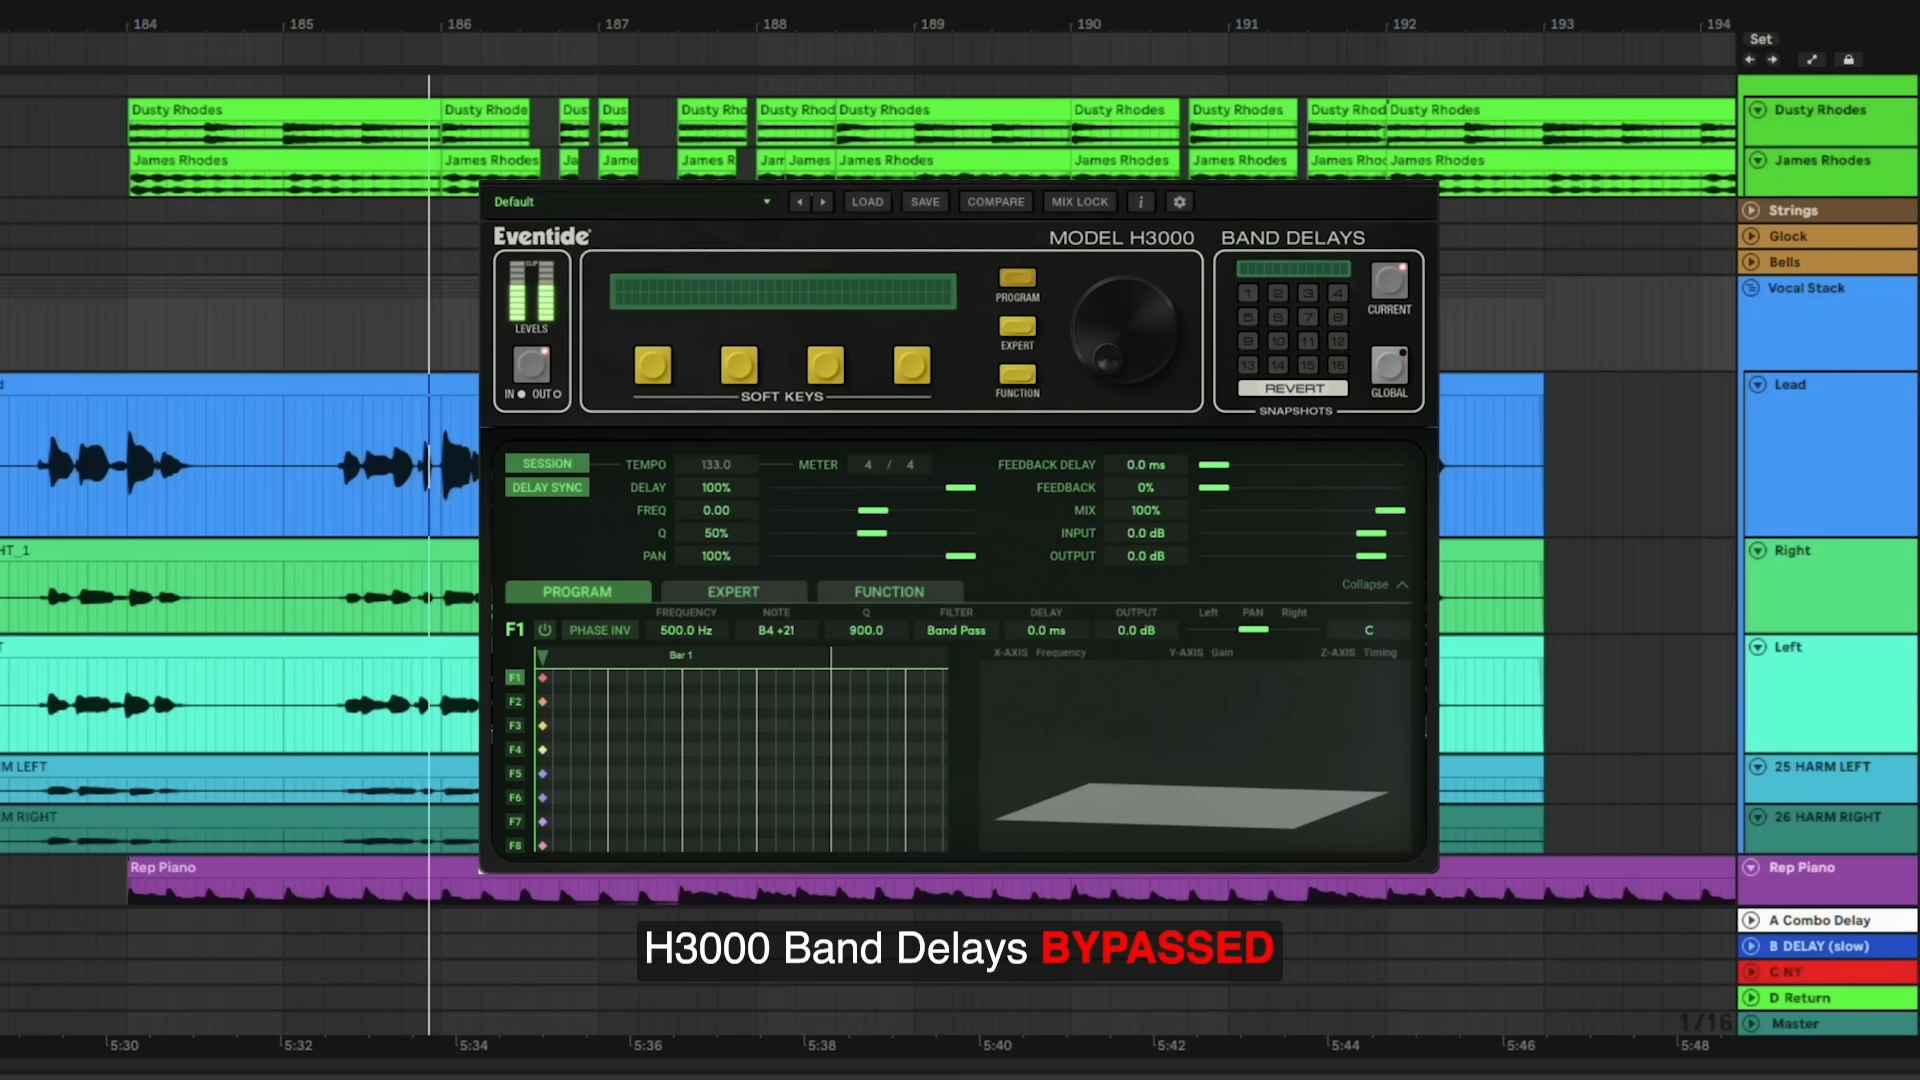 184 185 186 187 188 189 190 191 192 193 194
Set
Dusty Rhodes Dusty Rhode Dus Dus Dusty Rho Dusty Rhod Dusty Rhodes Dusty Rhodes Dusty Rhodes Dusty Rhod Dusty Rhodes Dusty Rhodes
James Rhodes James Rhodes Ja Jame James R Jam James James Rhodes James Rhodes James Rhodes James Rhod James Rhodes James Rhodes
Default LOAD SAVE COMPARE MIX LOCK i
Strings
Eventide® MODEL H3000 BAND DELAYS
Glock
Bells
CLIP
LEVELS
IN OUT
SOFT KEYS
PROGRAM
EXPERT
FUNCTION
1 2 3 4
5 6 7 8
9 10 11 12
13 14 15 16
REVERT
SNAPSHOTS
CURRENT
GLOBAL
Vocal Stack
d
Lead
SESSION TEMPO 133.0 METER 4 / 4 FEEDBACK DELAY 0.0 ms
DELAY SYNC DELAY 100% FEEDBACK 0%
FREQ 0.00 MIX 100%
Q 50% INPUT 0.0 dB
PAN 100% OUTPUT 0.0 dB
HT_1
Right
PROGRAM EXPERT FUNCTION Collapse
FREQUENCY NOTE Q FILTER DELAY OUTPUT Left PAN Right
F1 PHASE INV 500.0 Hz B4 +21 900.0 Band Pass 0.0 ms 0.0 dB C
T
Left
Bar 1 X-AXIS Frequency Y-AXIS Gain Z-AXIS Timing
F1
F2
F3
F4
F5
F6
F7
F8
M LEFT
25 HARM LEFT
M RIGHT
26 HARM RIGHT
Rep Piano
Rep Piano
A Combo Delay
B DELAY (slow)
C NY
D Return
Master
H3000 Band Delays BYPASSED
1/16
5:30 5:32 5:34 5:36 5:38 5:40 5:42 5:44 5:46 5:48